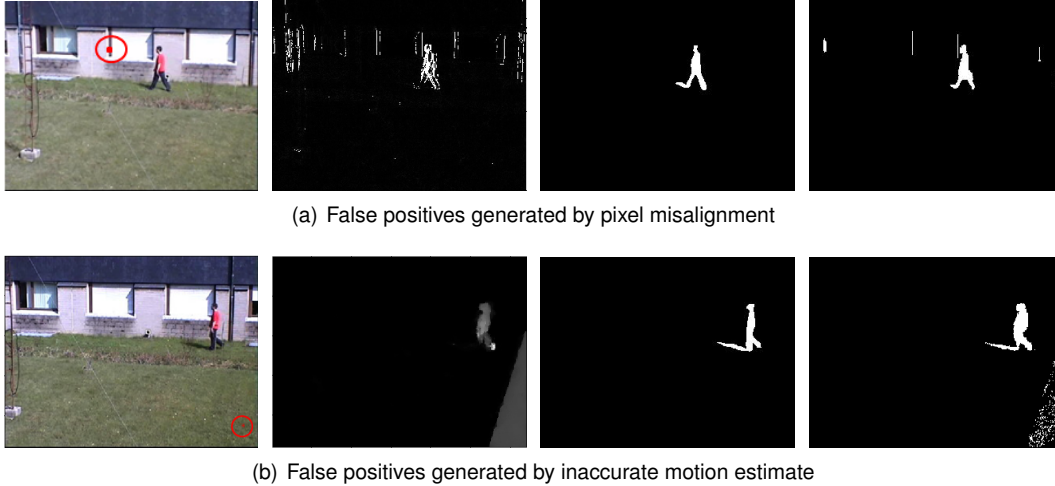 (a) False positives generated by pixel misalignment
(b) False positives generated by inaccurate motion estimate